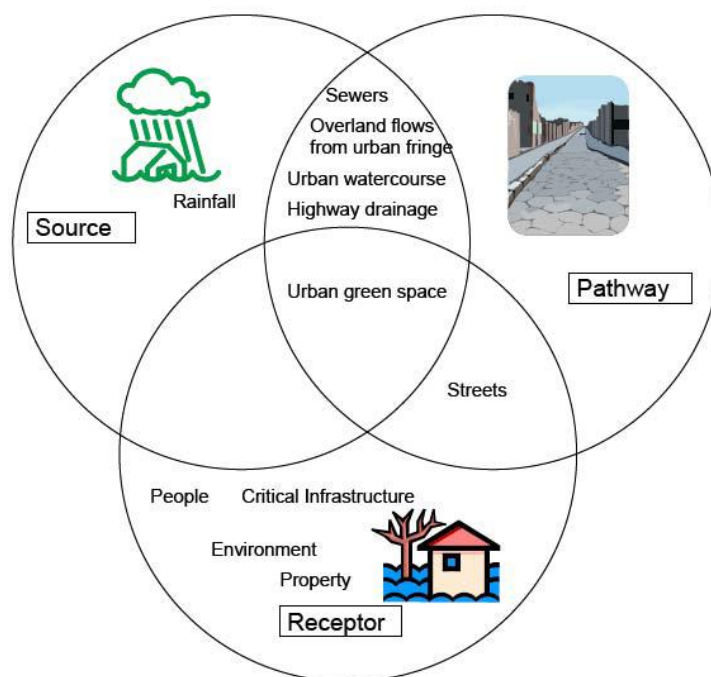 Sewers
Overland flows
from urban fringe
Urban watercourse
Rainfall
Highway drainage
Source
Urban green space
Pathway
Streets
People
Critical Infrastructure
Environment
Property
Receptor